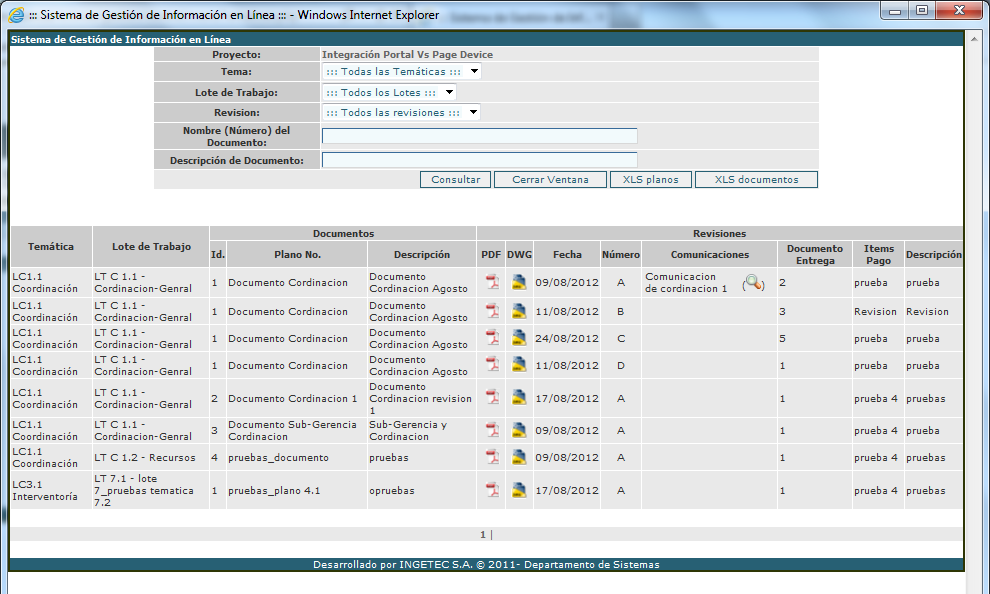 ::: Sistema de Gestión de Información en Línea ::: - Windows Internet Explorer
Sistema de Gestión de Información en Línea
Proyecto: Integración Portal Vs Page Device
Tema: ::: Todas las Temáticas :::
Lote de Trabajo: ::: Todos los Lotes :::
Revision: ::: Todos las revisiones :::
Nombre (Número) del
Documento:
Descripción de Documento:
Consultar Cerrar Ventana XLS planos XLS documentos
Temática Lote de Trabajo Documentos Revisiones
Id. Plano No. Descripción PDF DWG Fecha Número Comunicaciones Documento Entrega Items Pago Descripción
LC1.1 Coordinación LT C 1.1 - Cordinacion-Genral 1 Documento Cordinacion Documento Cordinacion Agosto 09/08/2012 A Comunicacion de cordinacion 1 2 prueba prueba
LC1.1 Coordinación LT C 1.1 - Cordinacion-Genral 1 Documento Cordinacion Documento Cordinacion Agosto 11/08/2012 B 3 Revision Revision
LC1.1 Coordinación LT C 1.1 - Cordinacion-Genral 1 Documento Cordinacion Documento Cordinacion Agosto 24/08/2012 C 5 prueba prueba
LC1.1 Coordinación LT C 1.1 - Cordinacion-Genral 1 Documento Cordinacion Documento Cordinacion Agosto 11/08/2012 D 1 prueba prueba
LC1.1 Coordinación LT C 1.1 - Cordinacion-Genral 2 Documento Cordinacion 1 Documento Cordinacion revision 1 17/08/2012 A 1 prueba 4 pruebas
LC1.1 Coordinación LT C 1.1 - Cordinacion-Genral 3 Documento Sub-Gerencia Cordinacion Sub-Gerencia y Cordinacion 09/08/2012 A 1 prueba 4 prueba
LC1.1 Coordinación LT C 1.2 - Recursos 4 pruebas_documento pruebas 09/08/2012 A 1 prueba 4 pruebas
LC3.1 Interventoría LT 7.1 - lote 7_pruebas tematica 7.2 1 pruebas_plano 4.1 opruebas 17/08/2012 A 1 prueba 4 pruebas
1 |
Desarrollado por INGETEC S.A. © 2011- Departamento de Sistemas